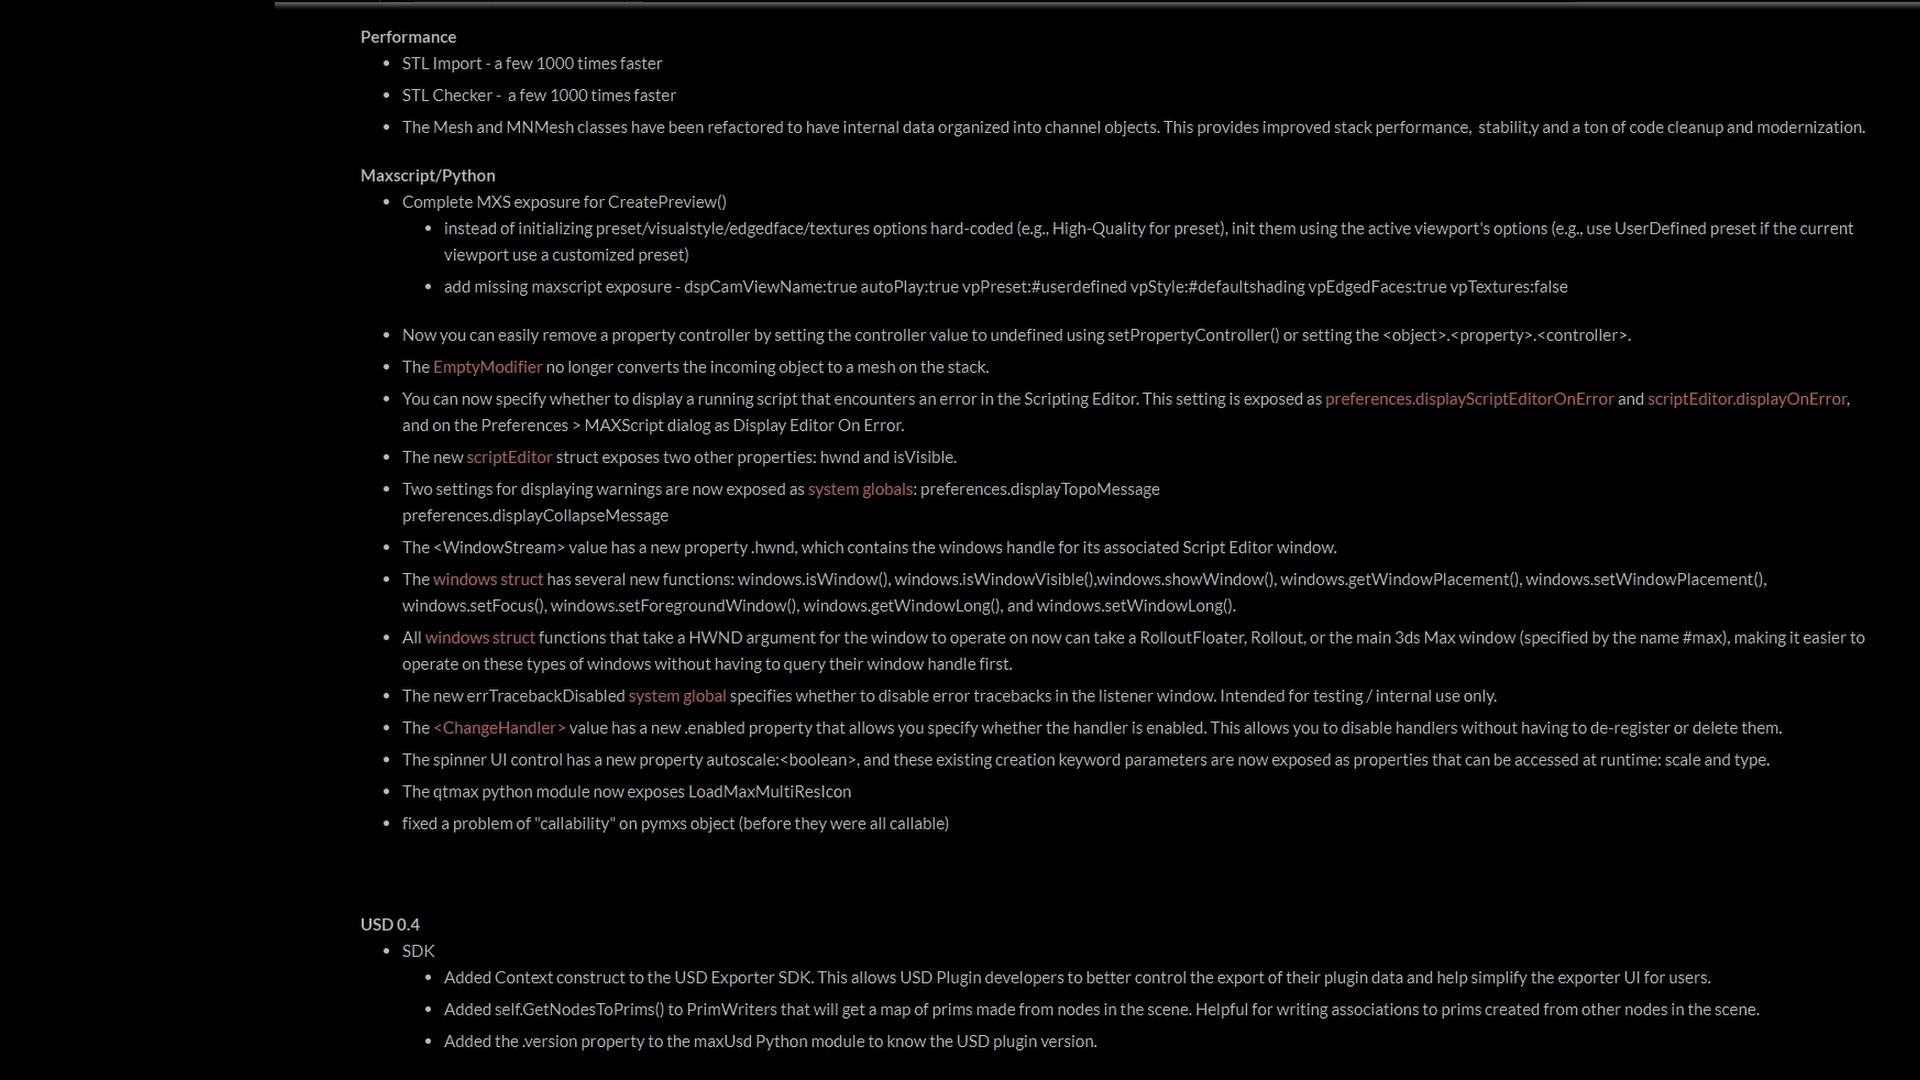 Performance
• STL Import - a few 1000 times faster
• STL Checker -  a few 1000 times faster
• The Mesh and MNMesh classes have been refactored to have internal data organized into channel objects. This provides improved stack performance,  stabilit,y and a ton of code cleanup and modernization.
Maxscript/Python
• Complete MXS exposure for CreatePreview()
• instead of initializing preset/visualstyle/edgedface/textures options hard-coded (e.g., High-Quality for preset), init them using the active viewport's options (e.g., use UserDefined preset if the current
viewport use a customized preset)
• add missing maxscript exposure - dspCamViewName:true autoPlay:true vpPreset:#userdefined vpStyle:#defaultshading vpEdgedFaces:true vpTextures:false
• Now you can easily remove a property controller by setting the controller value to undefined using setPropertyController() or setting the <object>.<property>.<controller>.
• The EmptyModifier no longer converts the incoming object to a mesh on the stack.
• You can now specify whether to display a running script that encounters an error in the Scripting Editor. This setting is exposed as preferences.displayScriptEditorOnError and scriptEditor.displayOnError,
and on the Preferences > MAXScript dialog as Display Editor On Error.
• The new scriptEditor struct exposes two other properties: hwnd and isVisible.
• Two settings for displaying warnings are now exposed as system globals: preferences.displayTopoMessage
preferences.displayCollapseMessage
• The <WindowStream> value has a new property .hwnd, which contains the windows handle for its associated Script Editor window.
• The windows struct has several new functions: windows.isWindow(), windows.isWindowVisible(),windows.showWindow(), windows.getWindowPlacement(), windows.setWindowPlacement(),
windows.setFocus(), windows.setForegroundWindow(), windows.getWindowLong(), and windows.setWindowLong().
• All windows struct functions that take a HWND argument for the window to operate on now can take a RolloutFloater, Rollout, or the main 3ds Max window (specified by the name #max), making it easier to
operate on these types of windows without having to query their window handle first.
• The new errTracebackDisabled system global specifies whether to disable error tracebacks in the listener window. Intended for testing / internal use only.
• The <ChangeHandler> value has a new .enabled property that allows you specify whether the handler is enabled. This allows you to disable handlers without having to de-register or delete them.
• The spinner UI control has a new property autoscale:<boolean>, and these existing creation keyword parameters are now exposed as properties that can be accessed at runtime: scale and type.
• The qtmax python module now exposes LoadMaxMultiResIcon
• fixed a problem of "callability" on pymxs object (before they were all callable)
USD 0.4
• SDK
• Added Context construct to the USD Exporter SDK. This allows USD Plugin developers to better control the export of their plugin data and help simplify the exporter UI for users.
• Added self.GetNodesToPrims() to PrimWriters that will get a map of prims made from nodes in the scene. Helpful for writing associations to prims created from other nodes in the scene.
• Added the .version property to the maxUsd Python module to know the USD plugin version.